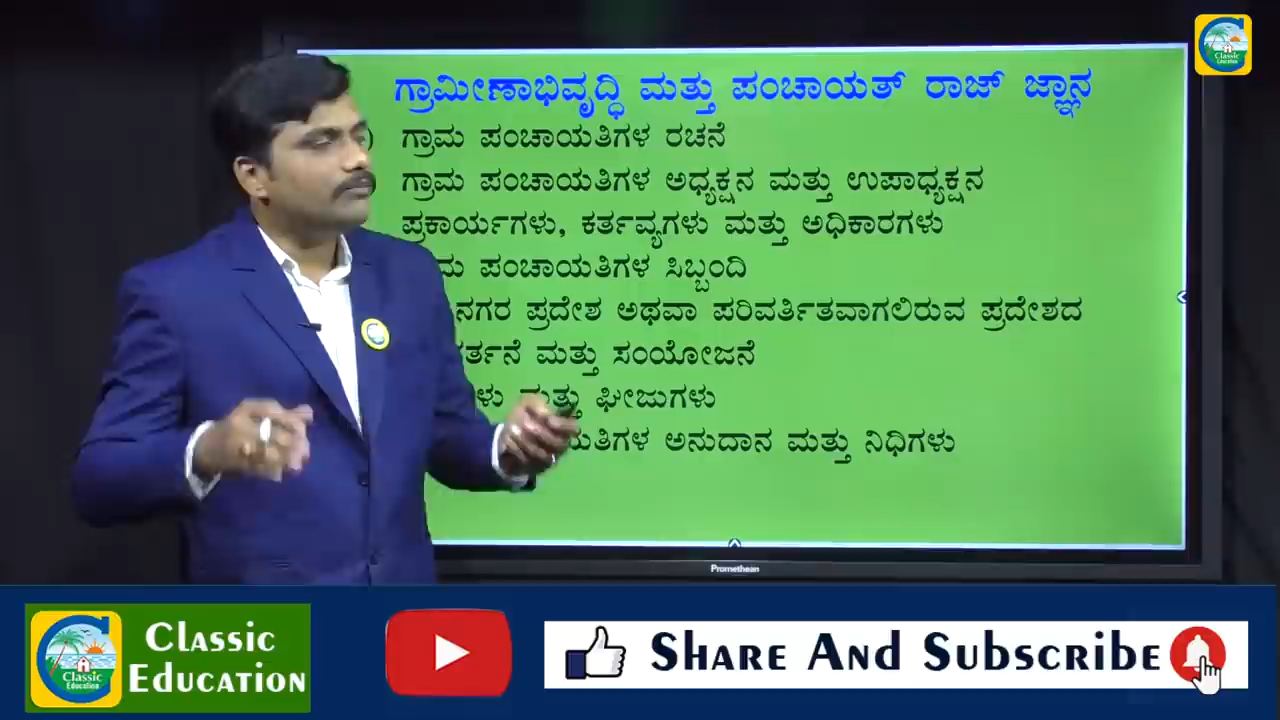 ಗ್ರಾಮೀಣಾಭಿವೃದ್ಧಿ ಮತ್ತು ಪಂಚಾಯತ್ ರಾಜ್ ಜ್ಞಾನ
ಗ್ರಾಮ ಪಂಚಾಯತಿಗಳ ರಚನೆ
ಗ್ರಾಮ ಪಂಚಾಯತಿಗಳ ಅಧ್ಯಕ್ಷನ ಮತ್ತು ಉಪಾಧ್ಯಕ್ಷನ
ಪ್ರಕಾರ್ಯಗಳು, ಕರ್ತವ್ಯಗಳು ಮತ್ತು ಅಧಿಕಾರಗಳು
ಪಂಚಾಯತಿಗಳ ಸಿಬ್ಬಂದಿ
ನಗರ ಪ್ರದೇಶ ಅಥವಾ ಪರಿವರ್ತಿತವಾಗಲಿರುವ ಪ್ರದೇಶದ
ಮತ್ತು ಸಂಯೋಜನೆ
ಮತ್ತು ಫೀಜುಗಳು
ಅನುದಾನ ಮತ್ತು ನಿಧಿಗಳು
Promethean
Classic
Education
Classic
Education
Share And Subscribe